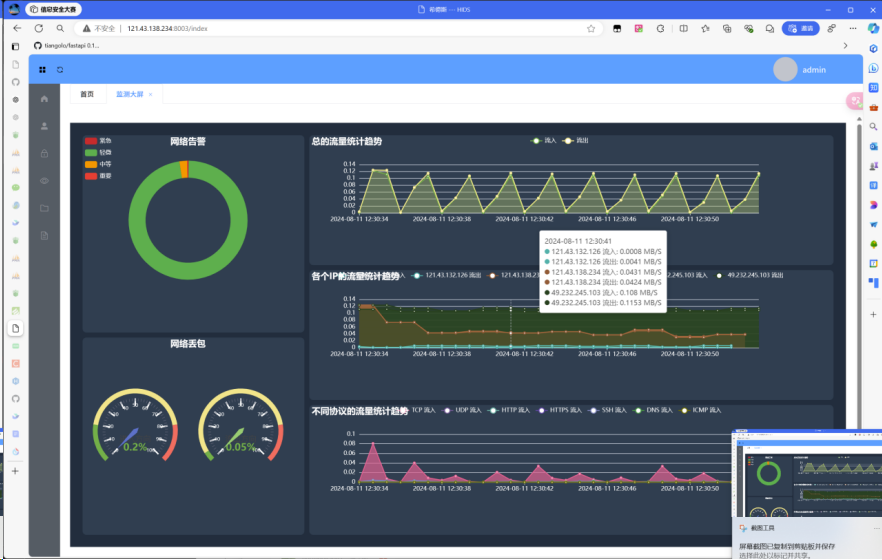 信息安全大赛
HIDS
不安全
121.43.138.234:8003/index
tiangolo/fastapi 0.1...
邀请
admin
首页
监测大屏
网络告警
紧急
轻微
中等
重要
总的流量统计趋势
流入
流出
0.14
0.12
0.1
0.08
0.06
0.04
0.02
0
2024-08-11 12:30:34
2024-08-11 12:30:38
2024-08-11 12:30:42
2024-08-11 12:30:46
2024-08-11 12:30:50
2024-08-11 12:30:41
121.43.132.126 流入: 0.0008 MB/S
121.43.132.126 流出: 0.0041 MB/S
121.43.138.234 流入: 0.0431 MB/S
121.43.138.234 流出: 0.0424 MB/S
49.232.245.103 流入: 0.108 MB/S
49.232.245.103 流出: 0.1153 MB/S
各个IP的流量统计趋势
121.43.132.126 流出
121.43.138.23
.245.103 流入
49.232.245.103 流出
0.14
0.12
0.1
0.08
0.06
0.04
0.02
0
2024-08-11 12:30:34
2024-08-11 12:30:38
2024-08-11 12:30:42
2024-08-11 12:30:46
2024-08-11 12:30:50
网络丢包
0.2%
0.05%
不同协议的流量统计趋势
TCP 流入
UDP 流入
HTTP 流入
HTTPS 流入
SSH 流入
DNS 流入
ICMP 流入
0.1
0.08
0.06
0.04
0.02
0
2024-08-11 12:30:34
2024-08-11 12:30:38
2024-08-11 12:30:42
2024-08-11 12:30:46
2024-08-11 12:30:50
截图工具
屏幕截图已复制到剪贴板并保存
选择此处以标记并共享。